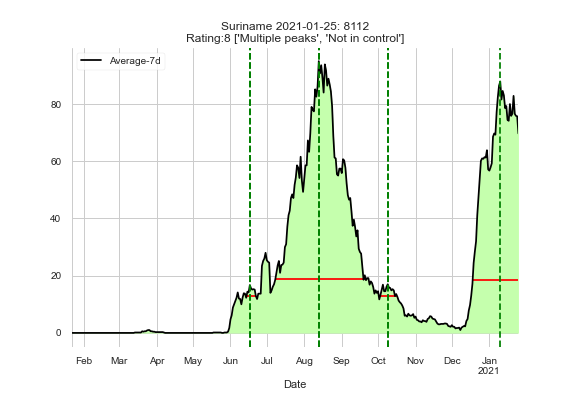 Suriname 2021-01-25: 8112
Rating:8 ['Multiple peaks', 'Not in control']
Average-7d
80
60
40
20
0
Feb Mar Apr May Jun Jul Aug Sep Oct Nov Dec Jan
2021
Date